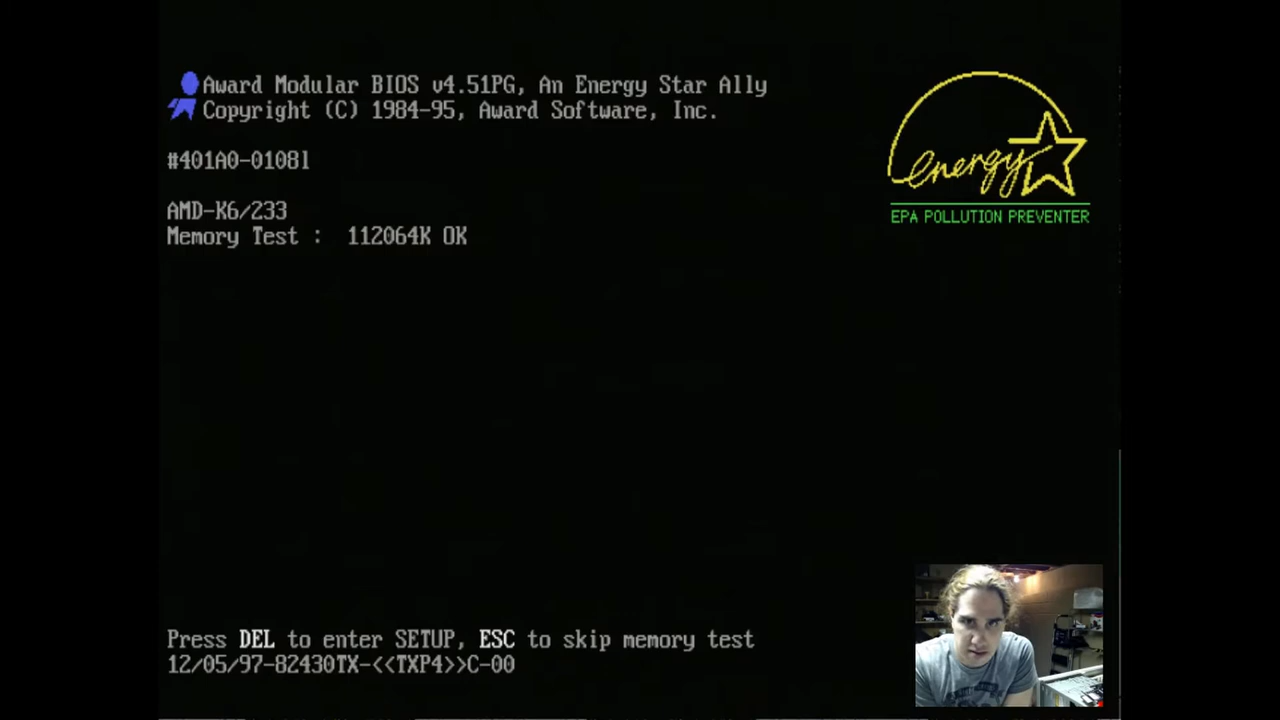 Award Modular BIOS v4.51PG, An Energy Star Ally
Copyright (C) 1984-95, Award Software, Inc.
energy
EPA POLLUTION PREVENTER
#401A0-0108l
AMD-K6/233
Memory Test :  112064K OK
Press DEL to enter SETUP, ESC to skip memory test
12/05/97-82430TX-<<TXP4>>C-00